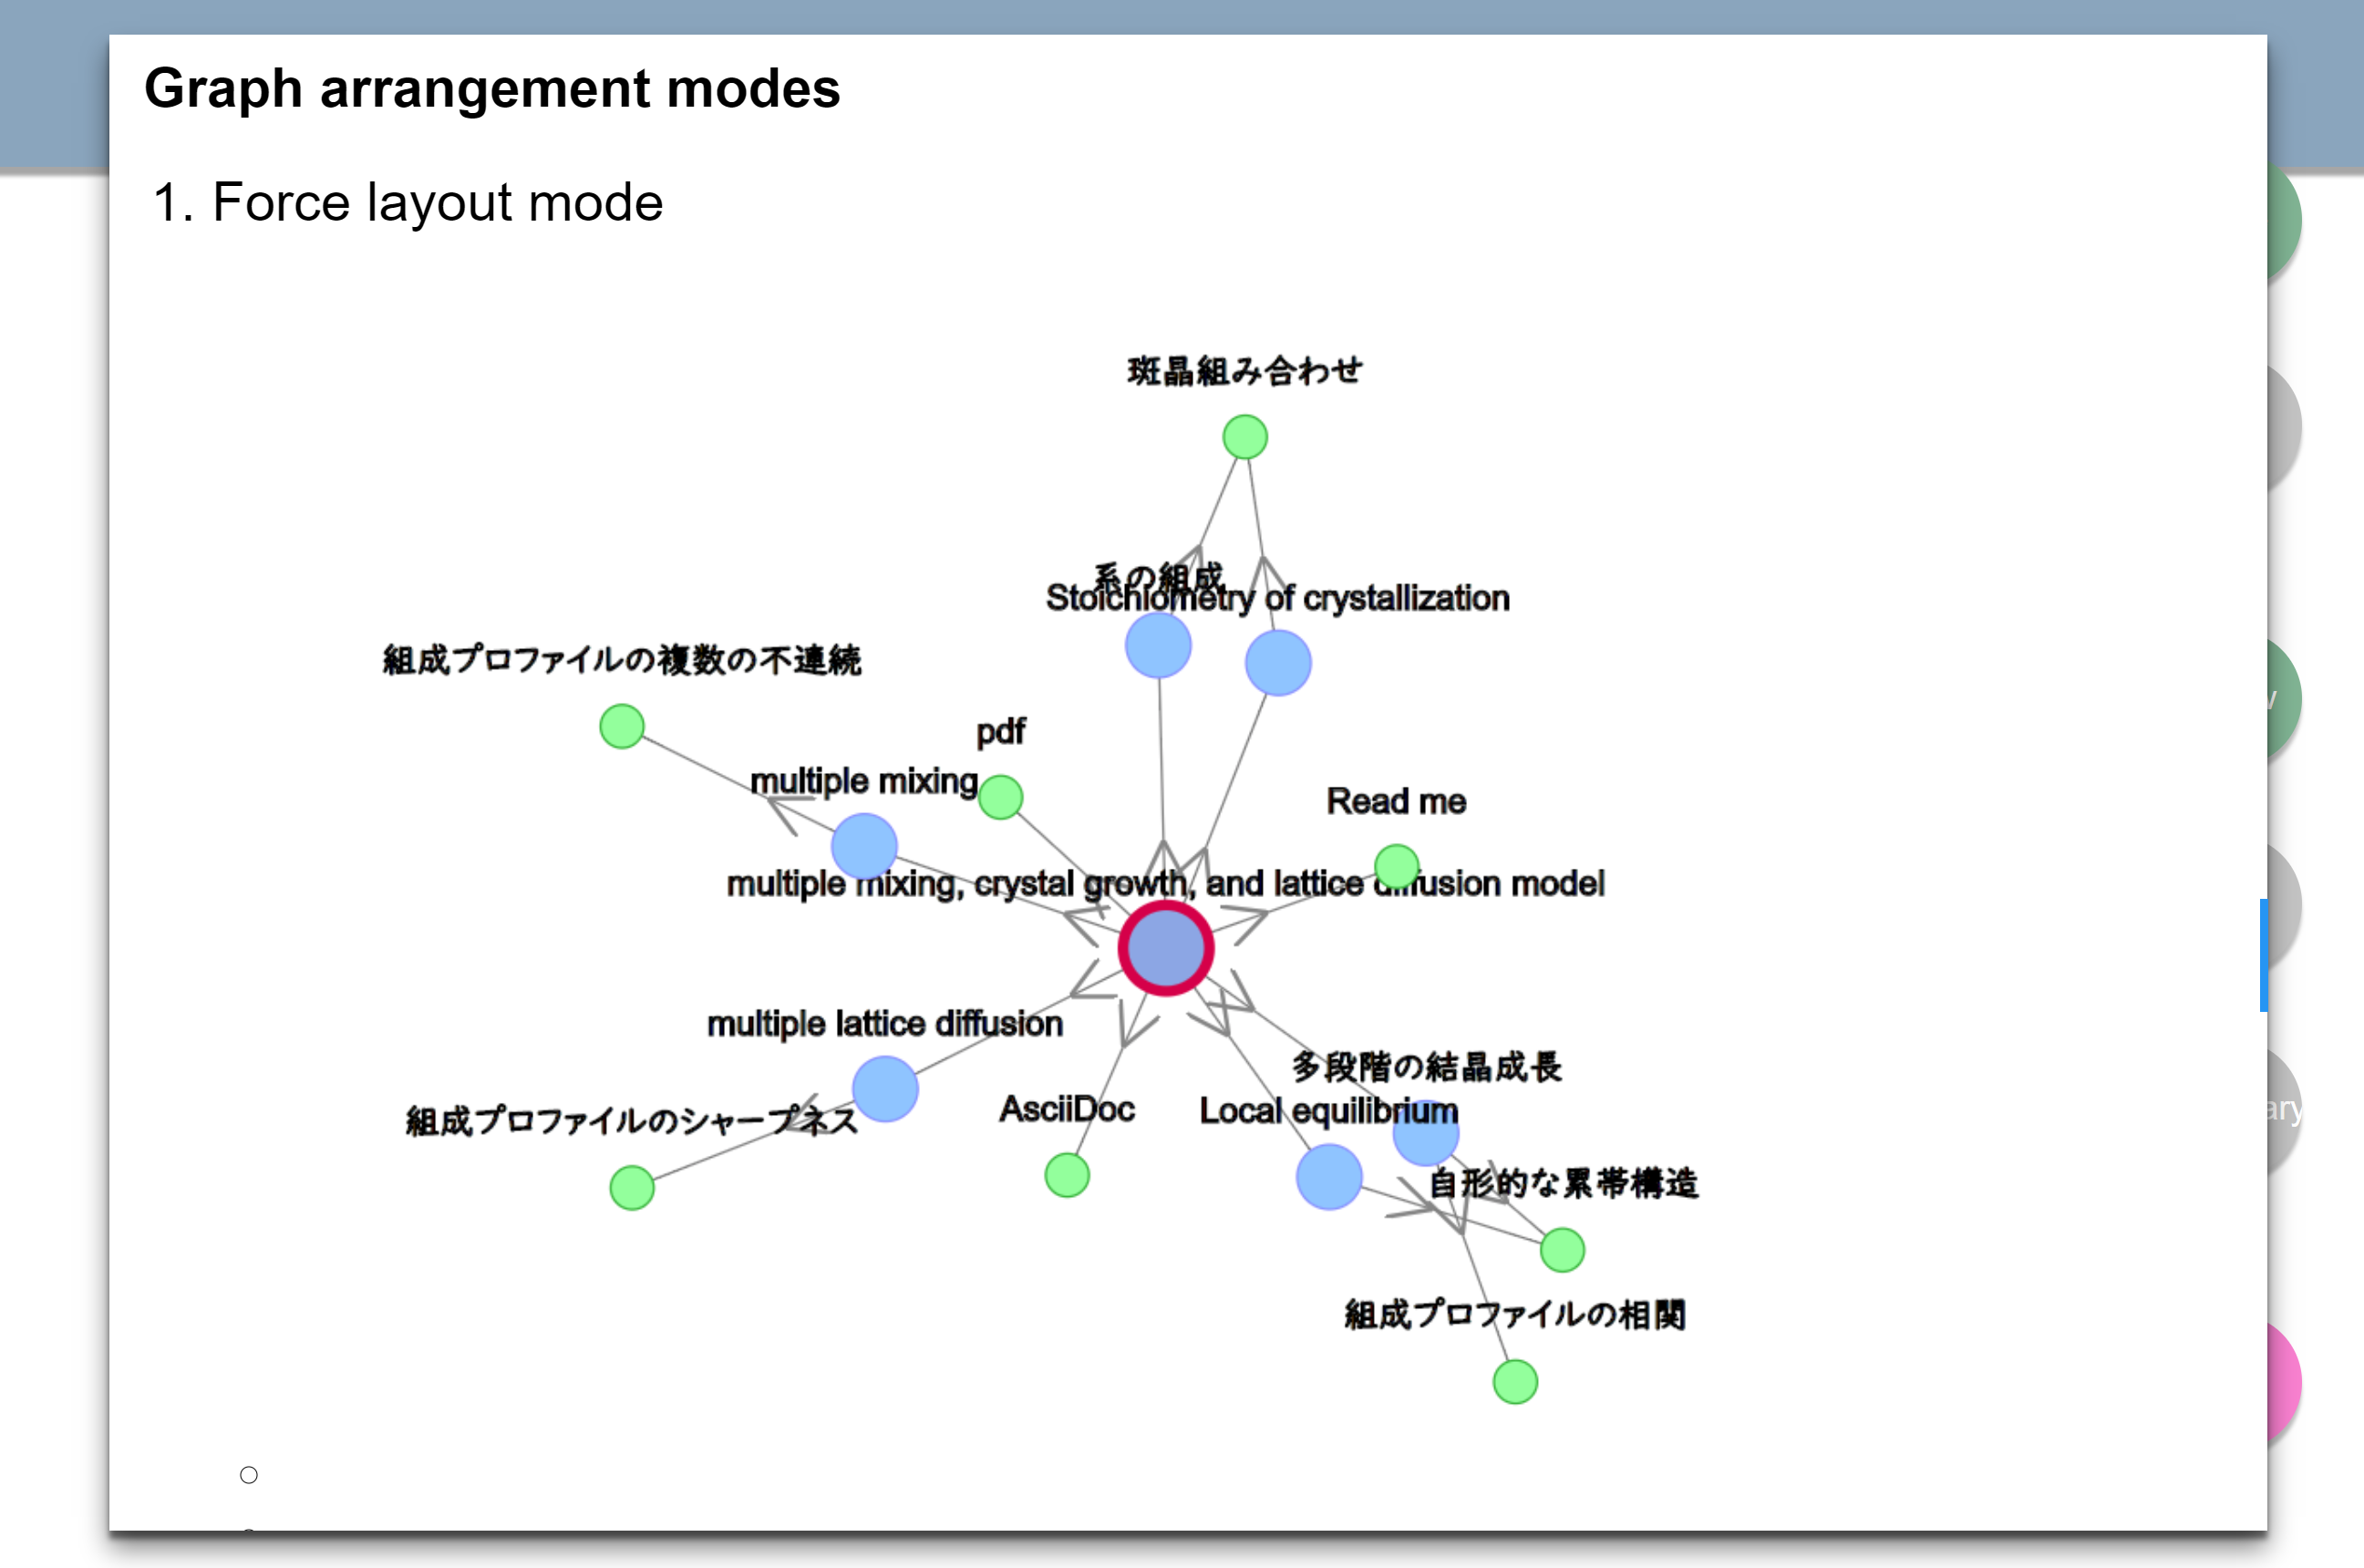 Graph arrangement modes
1. Force layout mode
斑晶組み合わせ
系の組成
Stoichiometry of crystallization
組成プロファイルの複数の不連続
pdf
multiple mixing
Read me
multiple mixing, crystal growth, and lattice diffusion model
multiple lattice diffusion
多段階の結晶成長
AsciiDoc
Local equilibrium
組成プロファイルのシャープネス
自形的な累帯構造
組成プロファイルの相関